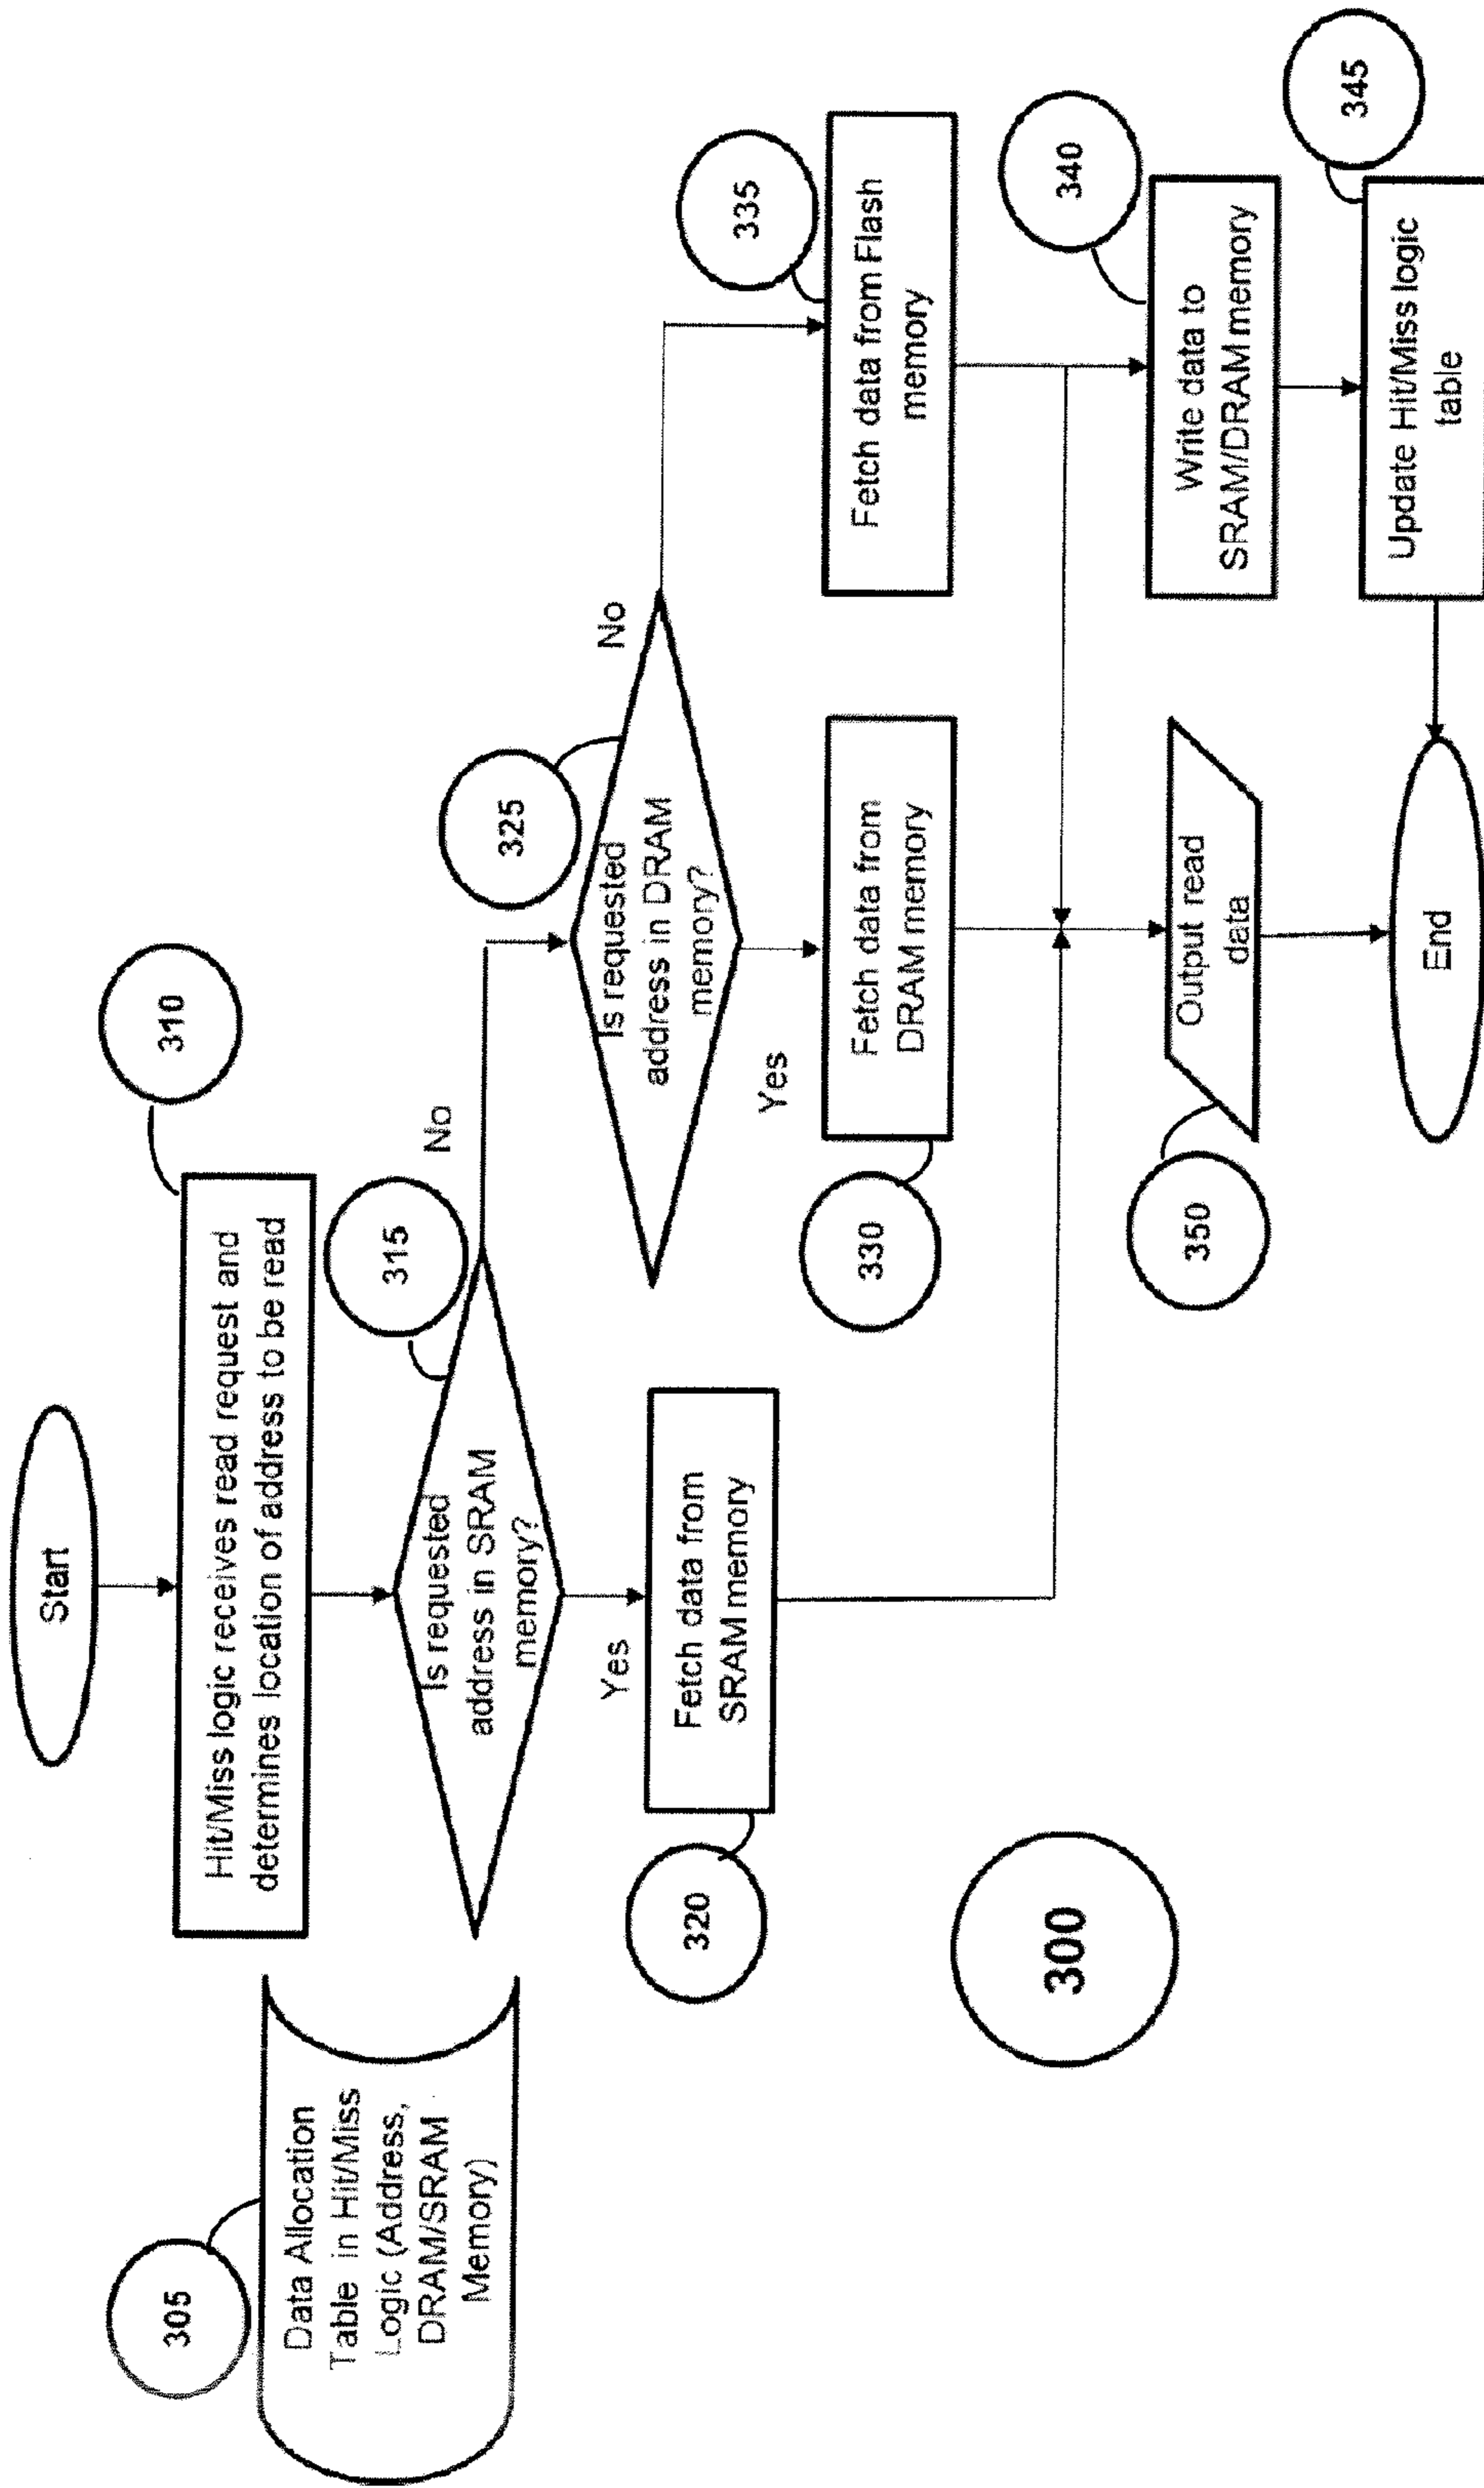 Start
310
Hit/Miss logic receives read request and
determines location of address to be read
305
Data Allocation
Table in Hit/Miss
Logic (Address,
DRAM/SRAM
Memory)
315
Is requested
address in SRAM
memory?
No
Yes
325
Is requested
address in DRAM
memory?
No
Yes
320
Fetch data from
SRAM memory
330
Fetch data from
DRAM memory
335
Fetch data from Flash
memory
340
Write data to
SRAM/DRAM memory
350
Output read
data
345
Update Hit/Miss logic
table
End
300